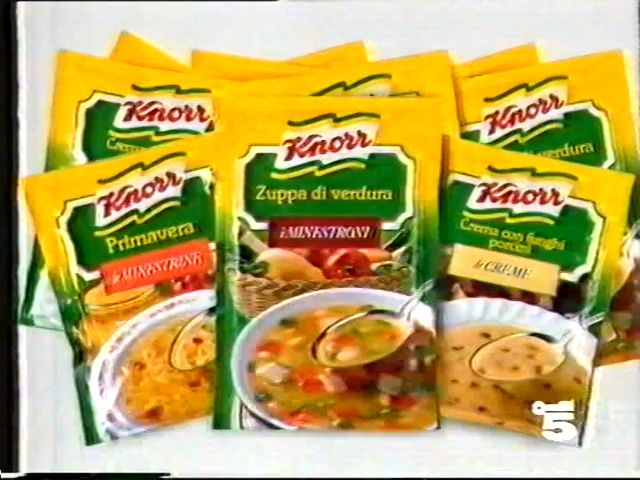 Knorr
Knorr
verdura
Knorr
Primavera
le MINESTRINE
Knorr
Zuppa di verdura
i MINESTRONI
Knorr
Crema con funghi
porcini
le CREME
5